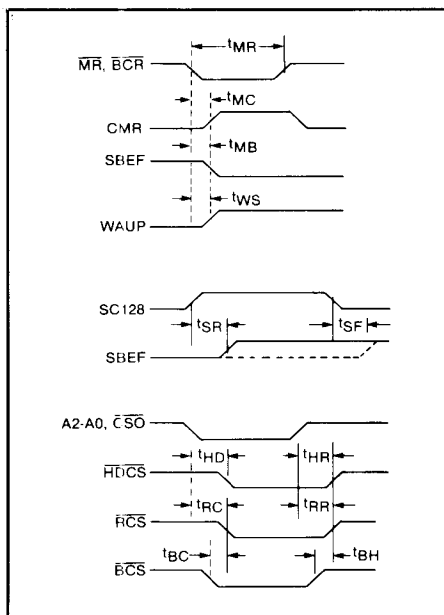 tMR
MR, BCR
tMC
CMR
tMB
SBEF
tWS
WAUP
SC128
tSR
tSF
SBEF
A2-A0, CSO
tHD
tHR
HDCS
tRC
tRR
RCS
tBC
tBH
BCS